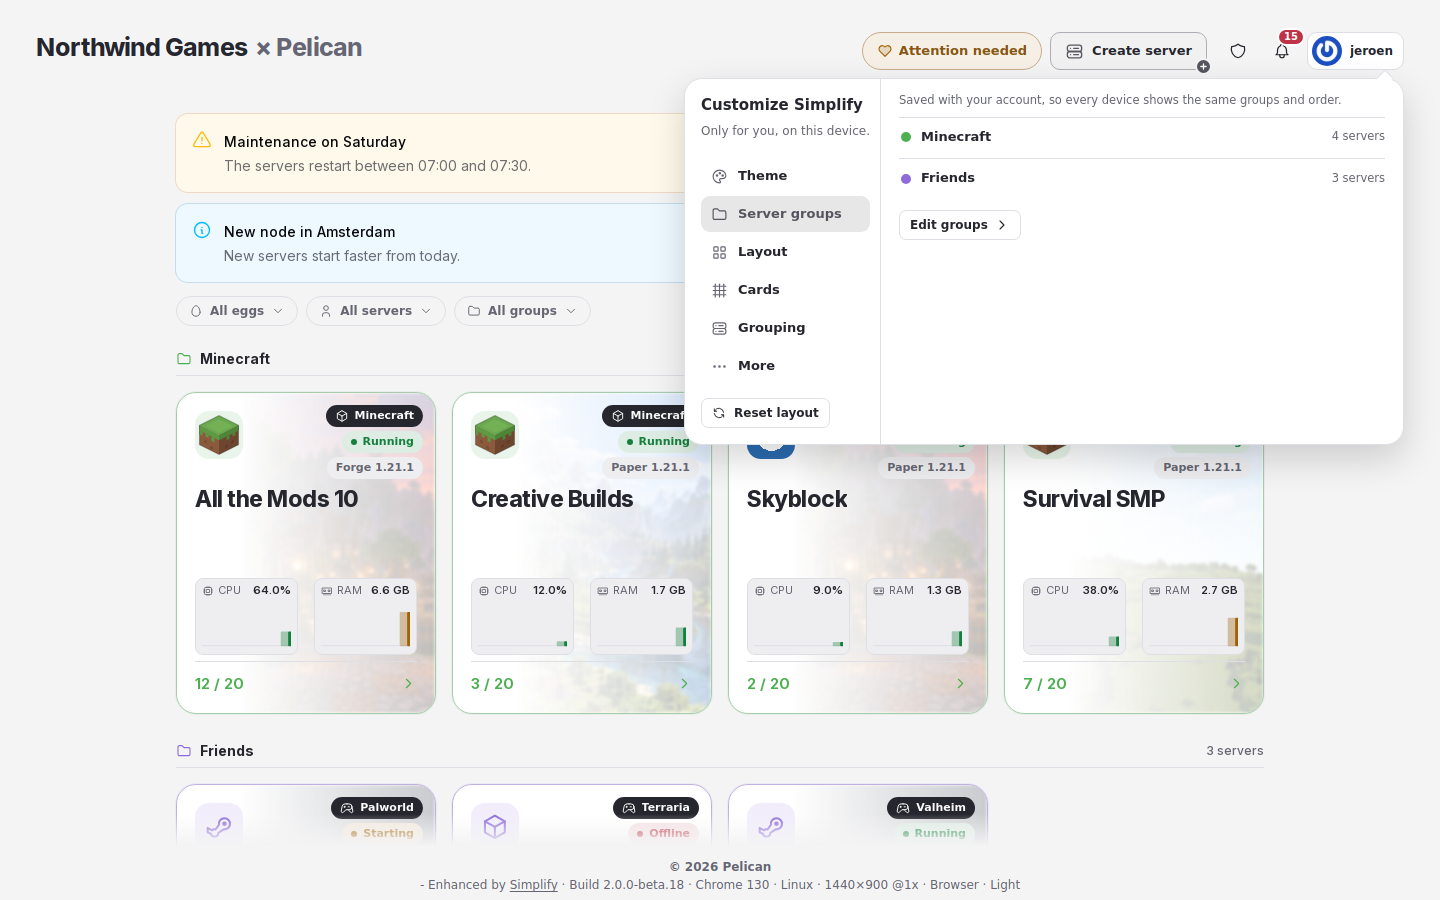 Northwind Games × Pelican
Attention needed
Create server
15
jeroen
Maintenance on Saturday
The servers restart between 07:00 and 07:30.
New node in Amsterdam
New servers start faster from today.
Customize Simplify
Only for you, on this device.
Theme
Server groups
Layout
Cards
Grouping
More
Reset layout
Saved with your account, so every device shows the same groups and order.
Minecraft 4 servers
Friends 3 servers
Edit groups
All eggs All servers All groups
Minecraft
Minecraft
Running
Forge 1.21.1
All the Mods 10
CPU 64.0% RAM 6.6 GB
12 / 20
Minecraft
Running
Paper 1.21.1
Creative Builds
CPU 12.0% RAM 1.7 GB
3 / 20
Paper 1.21.1
Skyblock
CPU 9.0% RAM 1.3 GB
2 / 20
Paper 1.21.1
Survival SMP
CPU 38.0% RAM 2.7 GB
7 / 20
Friends 3 servers
Palworld
Starting
Terraria
Offline
Valheim
Running
© 2026 Pelican
- Enhanced by Simplify · Build 2.0.0-beta.18 · Chrome 130 · Linux · 1440×900 @1x · Browser · Light